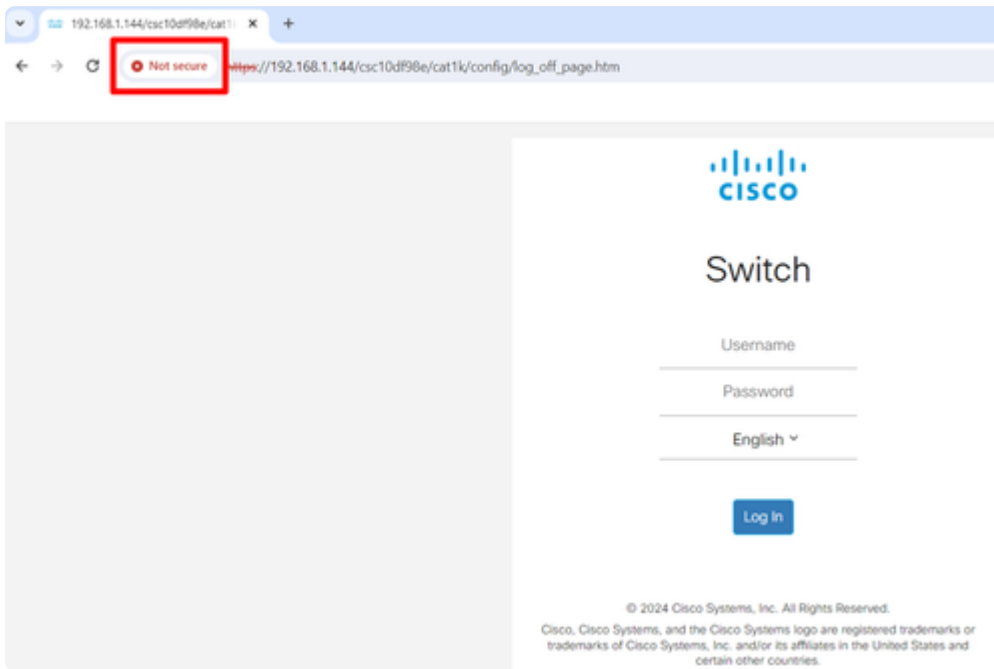 192.168.1.144/csc10df98e/cat1
Not secure https://192.168.1.144/csc10df98e/cat1k/config/log_off_page.htm
CISCO
Switch
Username
Password
English
Log In
© 2024 Cisco Systems, Inc. All Rights Reserved.
Cisco, Cisco Systems, and the Cisco Systems logo are registered trademarks or
trademarks of Cisco Systems, Inc. and/or its affiliates in the United States and
certain other countries.